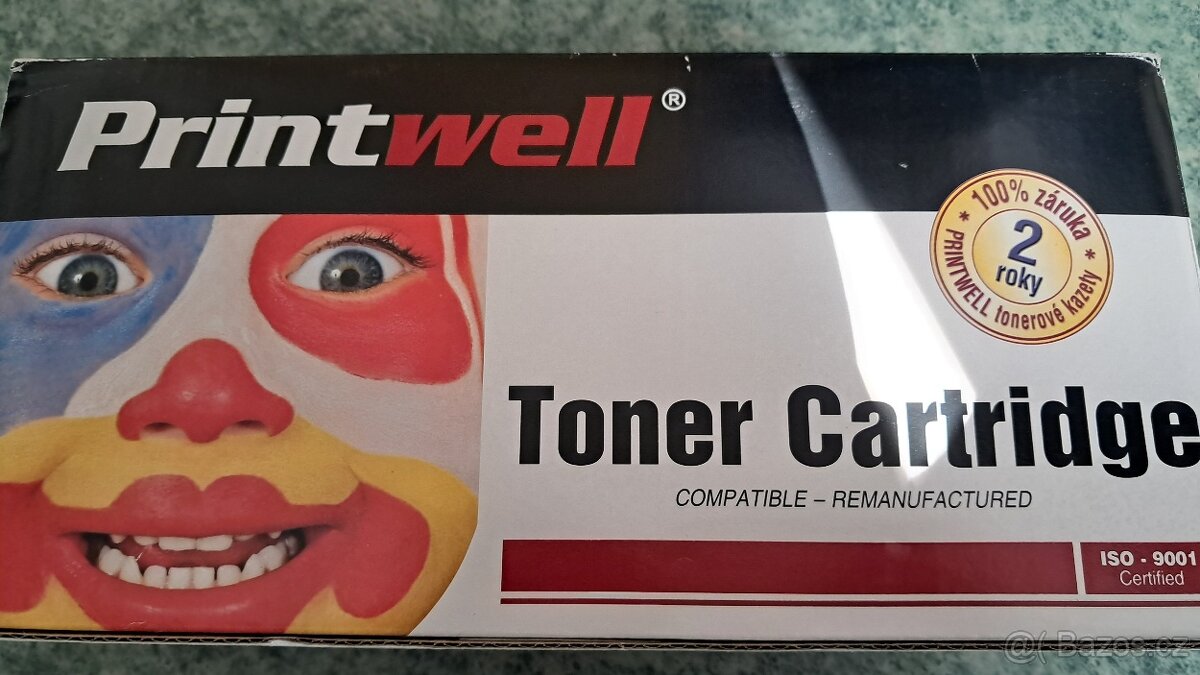 Printwell®
* 100% záruka *
2
roky
PRINTWELL tonerové kazety
Toner Cartridge
COMPATIBLE – REMANUFACTURED
ISO - 9001
Certified
@( Bazos.cz